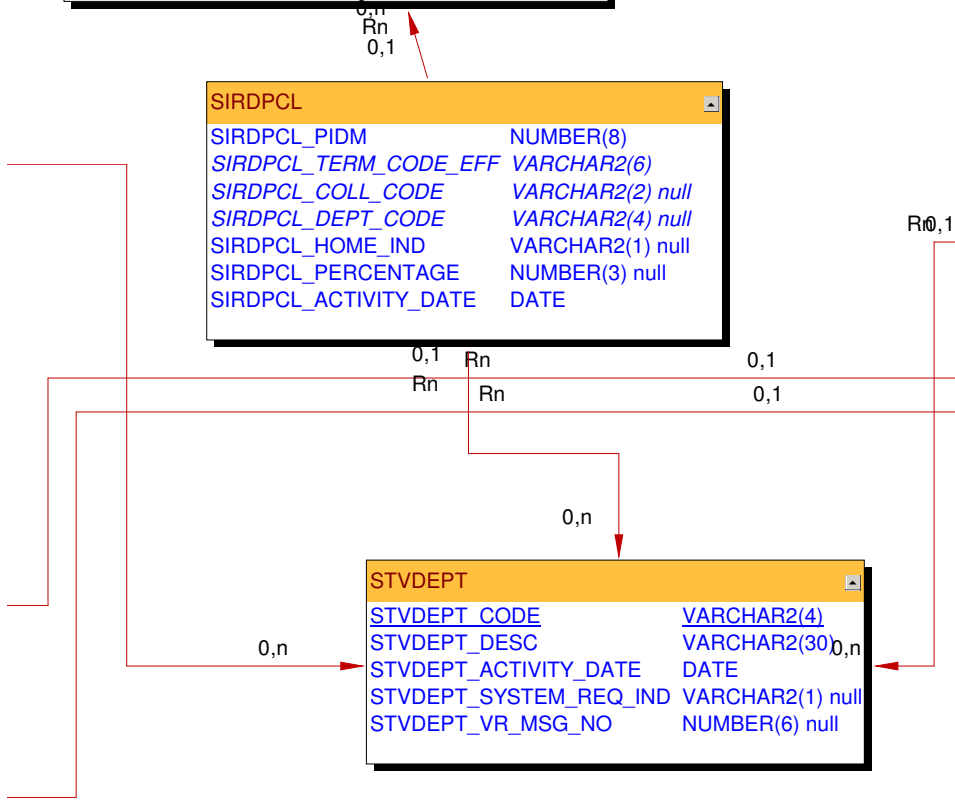 0,n
Rn
0,1
SIRDPCL
SIRDPCL_PIDM NUMBER(8)
SIRDPCL_TERM_CODE_EFF VARCHAR2(6)
SIRDPCL_COLL_CODE VARCHAR2(2) null
SIRDPCL_DEPT_CODE VARCHAR2(4) null
Rn 0,1
SIRDPCL_HOME_IND VARCHAR2(1) null
SIRDPCL_PERCENTAGE NUMBER(3) null
SIRDPCL_ACTIVITY_DATE DATE
0,1 Rn 0,1
Rn Rn 0,1
0,n
STVDEPT
STVDEPT_CODE VARCHAR2(4)
STVDEPT_DESC VARCHAR2(30)
0,n 0,n
STVDEPT_ACTIVITY_DATE DATE
STVDEPT_SYSTEM_REQ_IND VARCHAR2(1) null
STVDEPT_VR_MSG_NO NUMBER(6) null